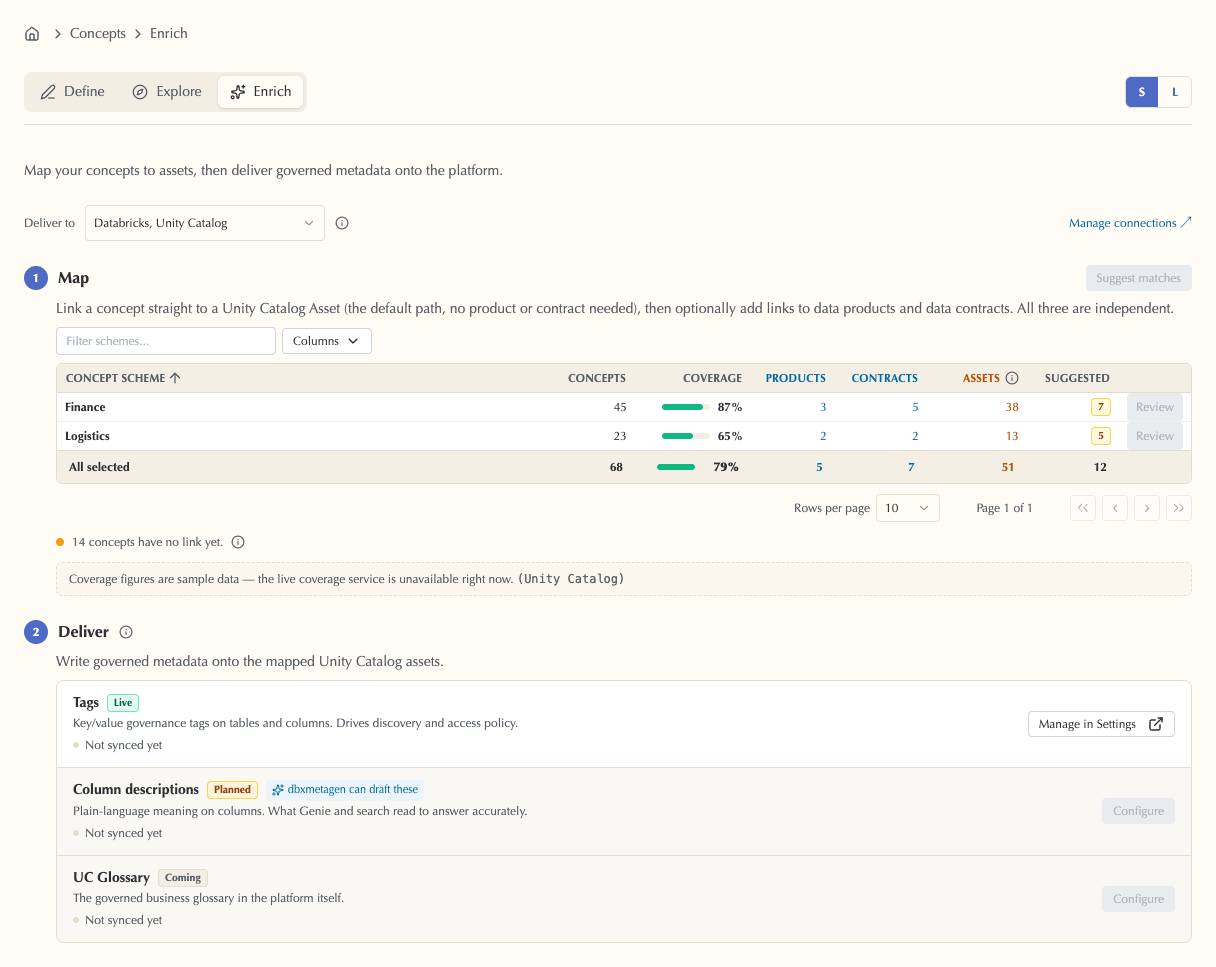 Concepts Enrich
Define Explore Enrich S L
Map your concepts to assets, then deliver governed metadata onto the platform.
Deliver to Databricks, Unity Catalog Manage connections
1 Map Suggest matches
Link a concept straight to a Unity Catalog Asset (the default path, no product or contract needed), then optionally add links to data products and data contracts. All three are independent.
Filter schemes... Columns
CONCEPT SCHEME CONCEPTS COVERAGE PRODUCTS CONTRACTS ASSETS SUGGESTED
Finance 45 87% 3 5 38 7 Review
Logistics 23 65% 2 2 13 5 Review
All selected 68 79% 5 7 51 12
Rows per page 10 Page 1 of 1
14 concepts have no link yet.
Coverage figures are sample data — the live coverage service is unavailable right now. (Unity Catalog)
2 Deliver
Write governed metadata onto the mapped Unity Catalog assets.
Tags Live
Key/value governance tags on tables and columns. Drives discovery and access policy.
Manage in Settings
Not synced yet
Column descriptions Planned dbxmetagen can draft these
Plain-language meaning on columns. What Genie and search read to answer accurately.
Configure
Not synced yet
UC Glossary Coming
The governed business glossary in the platform itself.
Configure
Not synced yet